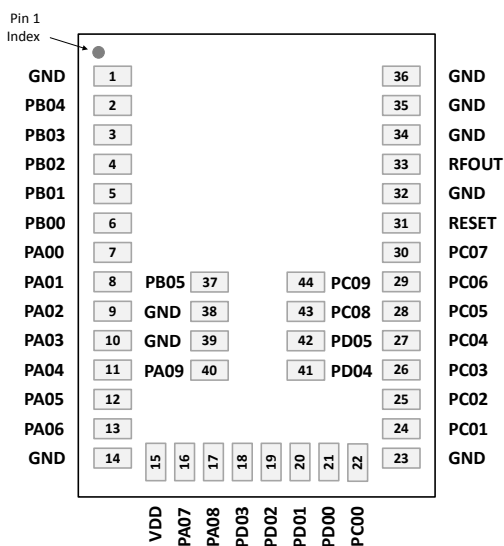 Pin 1
Index
GND 1 36 GND
PB04 2 35 GND
PB03 3 34 GND
PB02 4 33 RFOUT
PB01 5 32 GND
PB00 6 31 RESET
PA00 7 30 PC07
PA01 8 PB05 37 44 PC09 29 PC06
PA02 9 GND 38 43 PC08 28 PC05
PA03 10 GND 39 42 PD05 27 PC04
PA04 11 PA09 40 41 PD04 26 PC03
PA05 12 25 PC02
PA06 13 24 PC01
GND 14 15 16 17 18 19 20 21 22 23 GND
VDD PA07 PA08 PD03 PD02 PD01 PD00 PC00